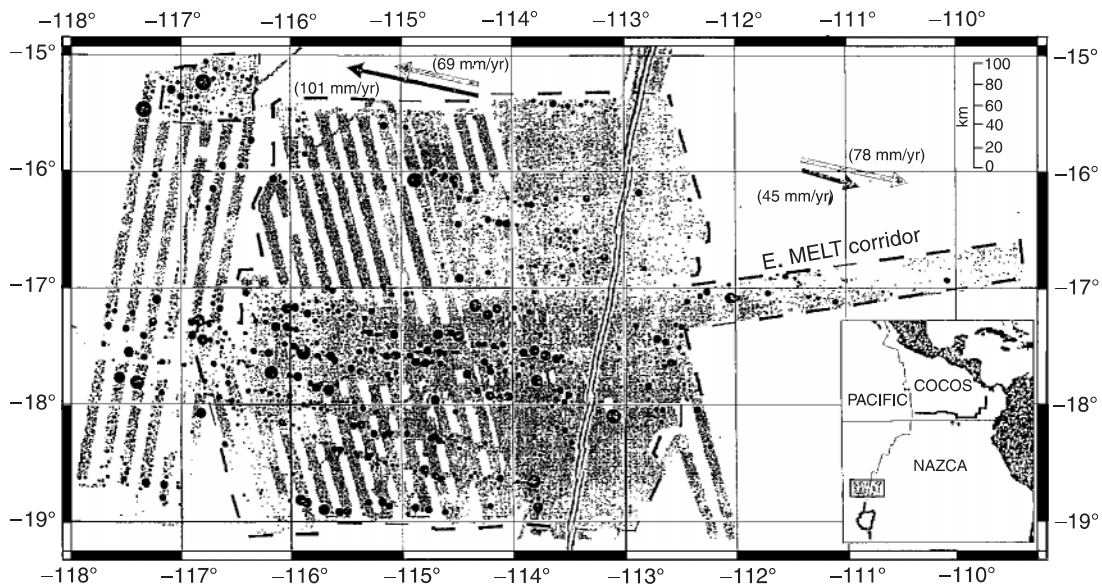 −118° −117° −116° −115° −114° −113° −112° −111° −110°
−15° −15°
(69 mm/yr)
(101 mm/yr)
100
80
60
40
20
0
km
−16° −16°
(78 mm/yr)
(45 mm/yr)
E. MELT corridor
−17° −17°
COCOS
PACIFIC
−18° −18°
NAZCA
−19° −19°
−118° −117° −116° −115° −114° −113° −112° −111° −110°